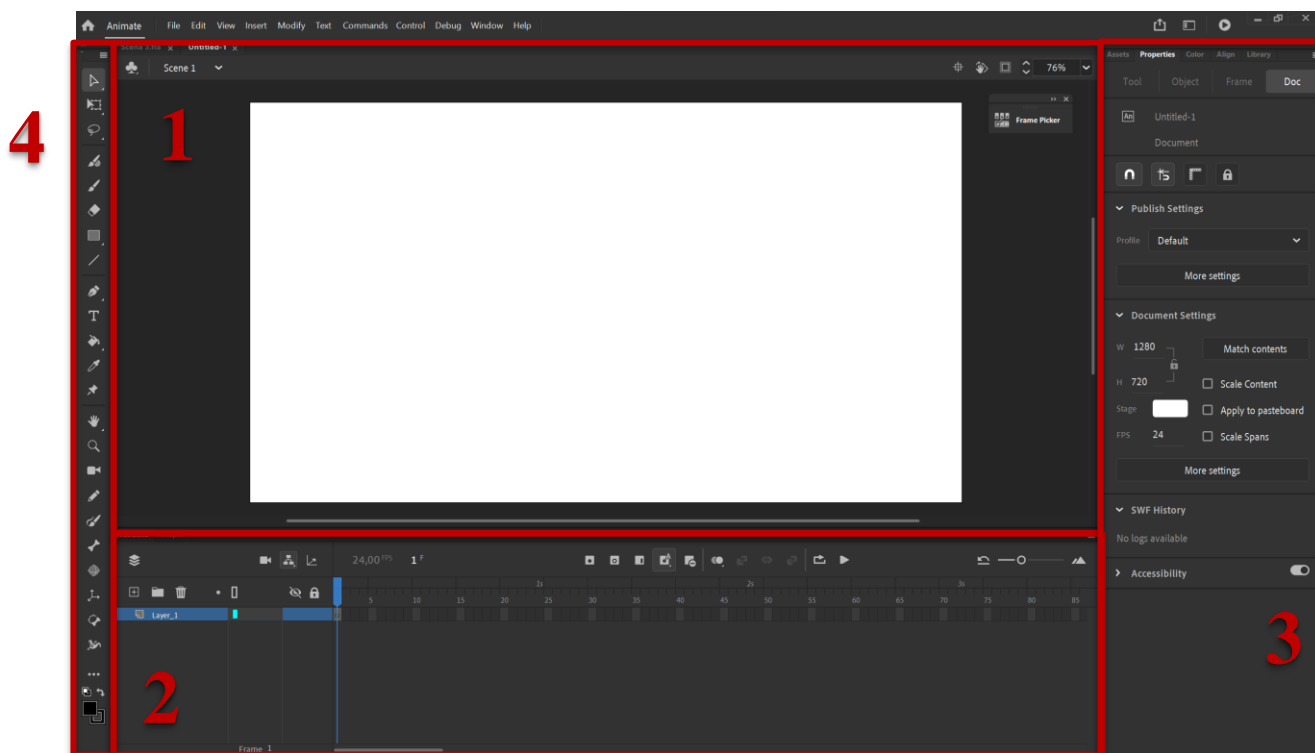 Animate File Edit View Insert Modify Text Commands Control Debug Window Help
Untitled-1 x
Assets Properties Color Align Library
Scene 1
76%
Tool Object Frame Doc
4
1
Frame Picker
An Untitled-1
Document
Publish Settings
Profile Default
More settings
Document Settings
W 1280
Match contents
H 720
Scale Content
Stage
Apply to pasteboard
FPS 24
Scale Spans
More settings
SWF History
No logs available
Accessibility
3
24,00 FPS 1 F
2s 2s 3s
5 10 15 20 25 30 35 40 45 50 55 60 65 70 75 80 85
Layer_1
2
Frame 1